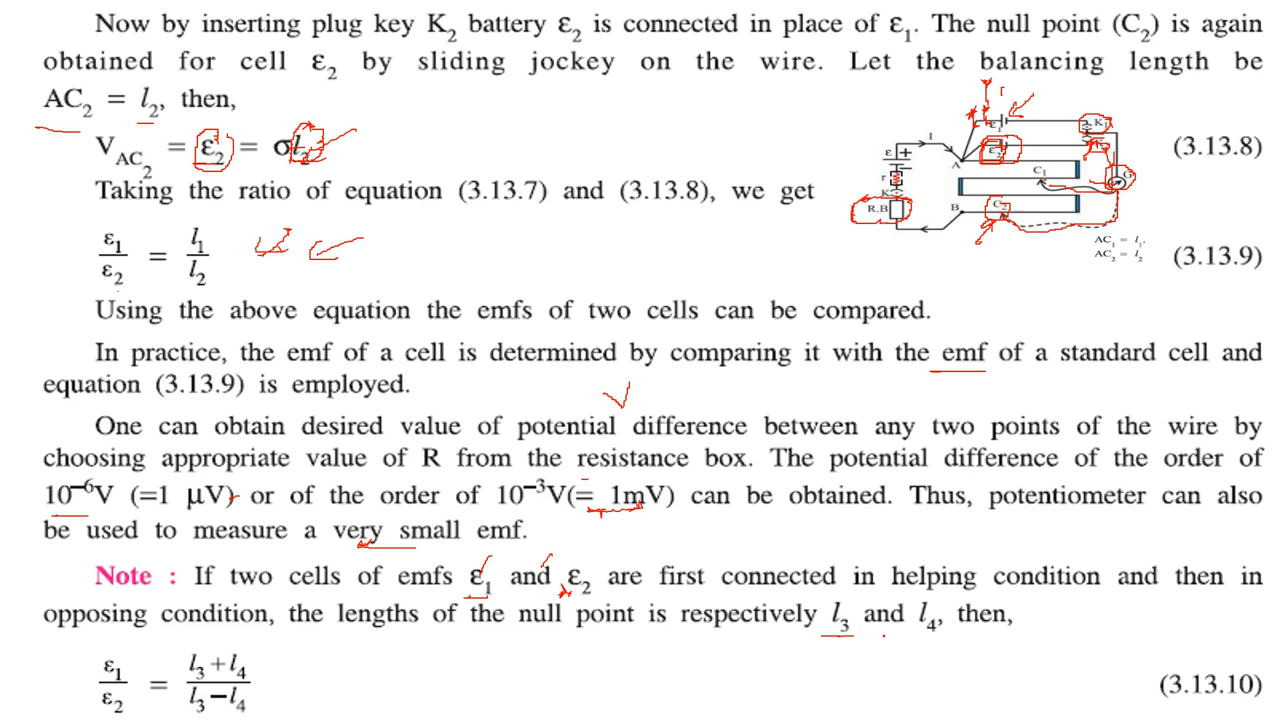 Now by inserting plug key K₂ battery ε₂ is connected in place of ε₁. The null point (C₂) is again
obtained for cell ε₂ by sliding jockey on the wire. Let the balancing length be
AC₂ = l₂, then,
V_AC₂ = ε₂ = σl₂ (3.13.8)
Taking the ratio of equation (3.13.7) and (3.13.8), we get
ε₁/ε₂ = l₁/l₂ (3.13.9)
ε₁
K₁
ε +
I
A
ε₂
r
K
C₁
G
R.B
B
C₂
AC₁ = l₁,
AC₂ = l₂
Using the above equation the emfs of two cells can be compared.
In practice, the emf of a cell is determined by comparing it with the emf of a standard cell and
equation (3.13.9) is employed.
One can obtain desired value of potential difference between any two points of the wire by
choosing appropriate value of R from the resistance box. The potential difference of the order of
10⁻⁶V (=1 μV) or of the order of 10⁻³V(= 1mV) can be obtained. Thus, potentiometer can also
be used to measure a very small emf.
Note : If two cells of emfs ε₁ and ε₂ are first connected in helping condition and then in
opposing condition, the lengths of the null point is respectively l₃ and l₄, then,
ε₁/ε₂ = (l₃+l₄)/(l₃−l₄) (3.13.10)